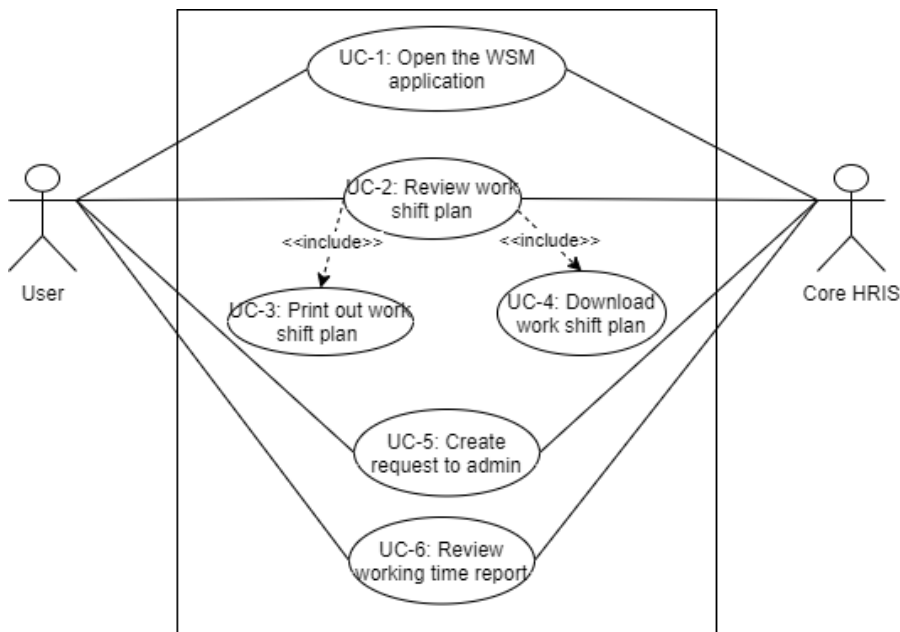 UC-1: Open the WSM
application
UC-2: Review work
shift plan
<<include>>
<<include>>
User
Core HRIS
UC-3: Print out work
shift plan
UC-4: Download
work shift plan
UC-5: Create
request to admin
UC-6: Review
working time report